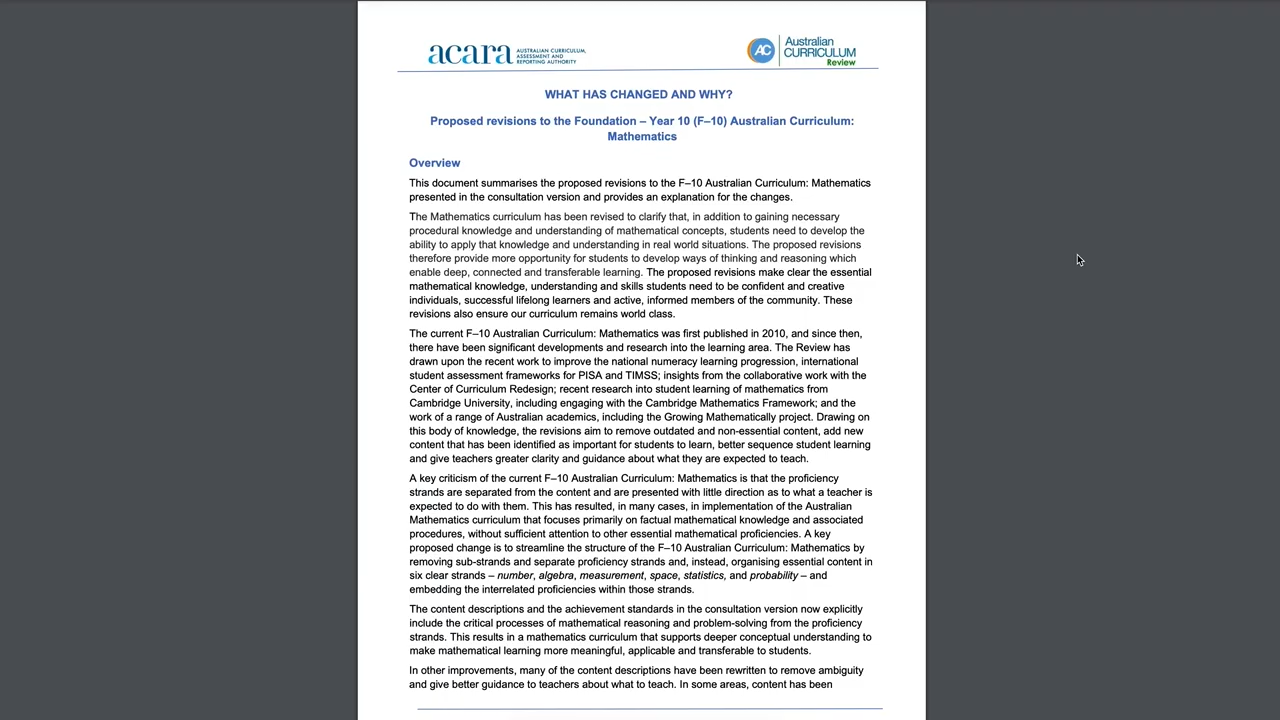 acara AUSTRALIAN CURRICULUM,
ASSESSMENT AND
REPORTING AUTHORITY
AC Australian
CURRICULUM
Review
WHAT HAS CHANGED AND WHY?
Proposed revisions to the Foundation – Year 10 (F–10) Australian Curriculum:
Mathematics
Overview
This document summarises the proposed revisions to the F–10 Australian Curriculum: Mathematics
presented in the consultation version and provides an explanation for the changes.
The Mathematics curriculum has been revised to clarify that, in addition to gaining necessary
procedural knowledge and understanding of mathematical concepts, students need to develop the
ability to apply that knowledge and understanding in real world situations. The proposed revisions
therefore provide more opportunity for students to develop ways of thinking and reasoning which
enable deep, connected and transferable learning. The proposed revisions make clear the essential
mathematical knowledge, understanding and skills students need to be confident and creative
individuals, successful lifelong learners and active, informed members of the community. These
revisions also ensure our curriculum remains world class.
The current F–10 Australian Curriculum: Mathematics was first published in 2010, and since then,
there have been significant developments and research into the learning area. The Review has
drawn upon the recent work to improve the national numeracy learning progression, international
student assessment frameworks for PISA and TIMSS; insights from the collaborative work with the
Center of Curriculum Redesign; recent research into student learning of mathematics from
Cambridge University, including engaging with the Cambridge Mathematics Framework; and the
work of a range of Australian academics, including the Growing Mathematically project. Drawing on
this body of knowledge, the revisions aim to remove outdated and non-essential content, add new
content that has been identified as important for students to learn, better sequence student learning
and give teachers greater clarity and guidance about what they are expected to teach.
A key criticism of the current F–10 Australian Curriculum: Mathematics is that the proficiency
strands are separated from the content and are presented with little direction as to what a teacher is
expected to do with them. This has resulted, in many cases, in implementation of the Australian
Mathematics curriculum that focuses primarily on factual mathematical knowledge and associated
procedures, without sufficient attention to other essential mathematical proficiencies. A key
proposed change is to streamline the structure of the F–10 Australian Curriculum: Mathematics by
removing sub-strands and separate proficiency strands and, instead, organising essential content in
six clear strands – number, algebra, measurement, space, statistics, and probability – and
embedding the interrelated proficiencies within those strands.
The content descriptions and the achievement standards in the consultation version now explicitly
include the critical processes of mathematical reasoning and problem-solving from the proficiency
strands. This results in a mathematics curriculum that supports deeper conceptual understanding to
make mathematical learning more meaningful, applicable and transferable to students.
In other improvements, many of the content descriptions have been rewritten to remove ambiguity
and give better guidance to teachers about what to teach. In some areas, content has been